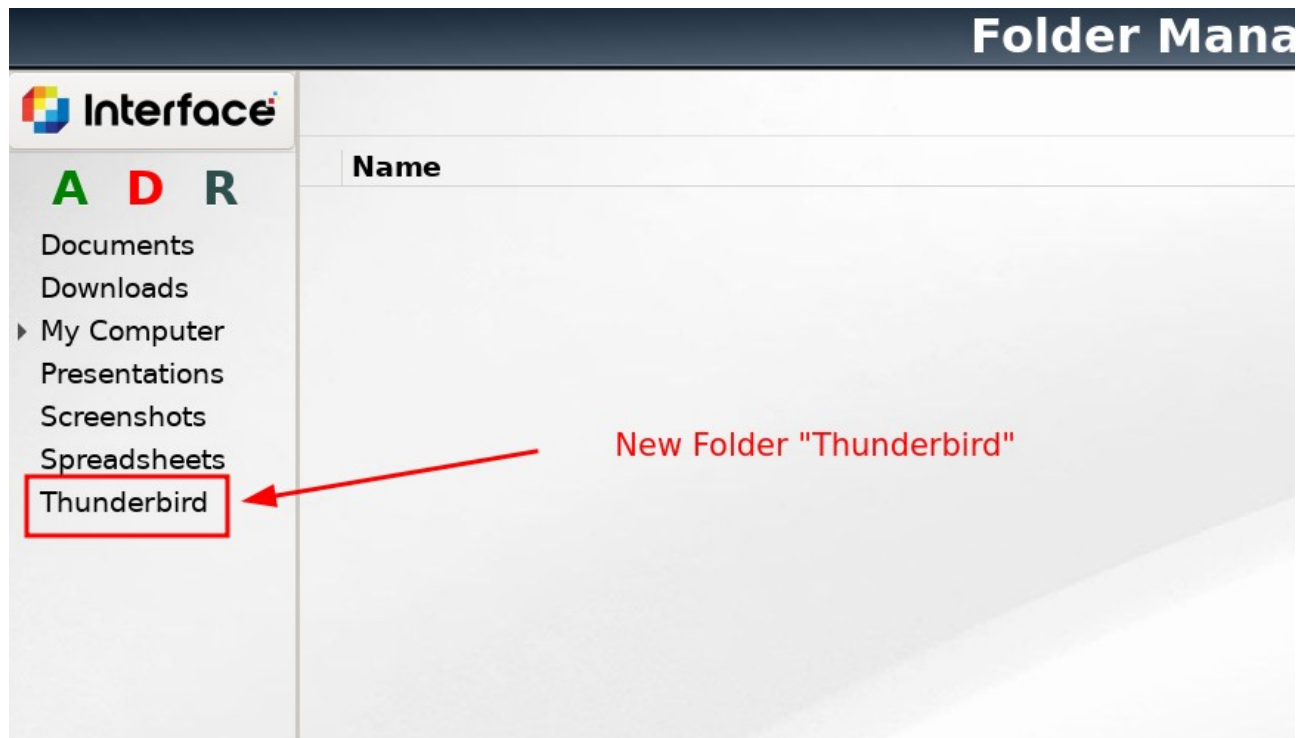 Folder Mana
Interface
A D R
Name
Documents
Downloads
My Computer
Presentations
Screenshots
Spreadsheets
Thunderbird
New Folder "Thunderbird"